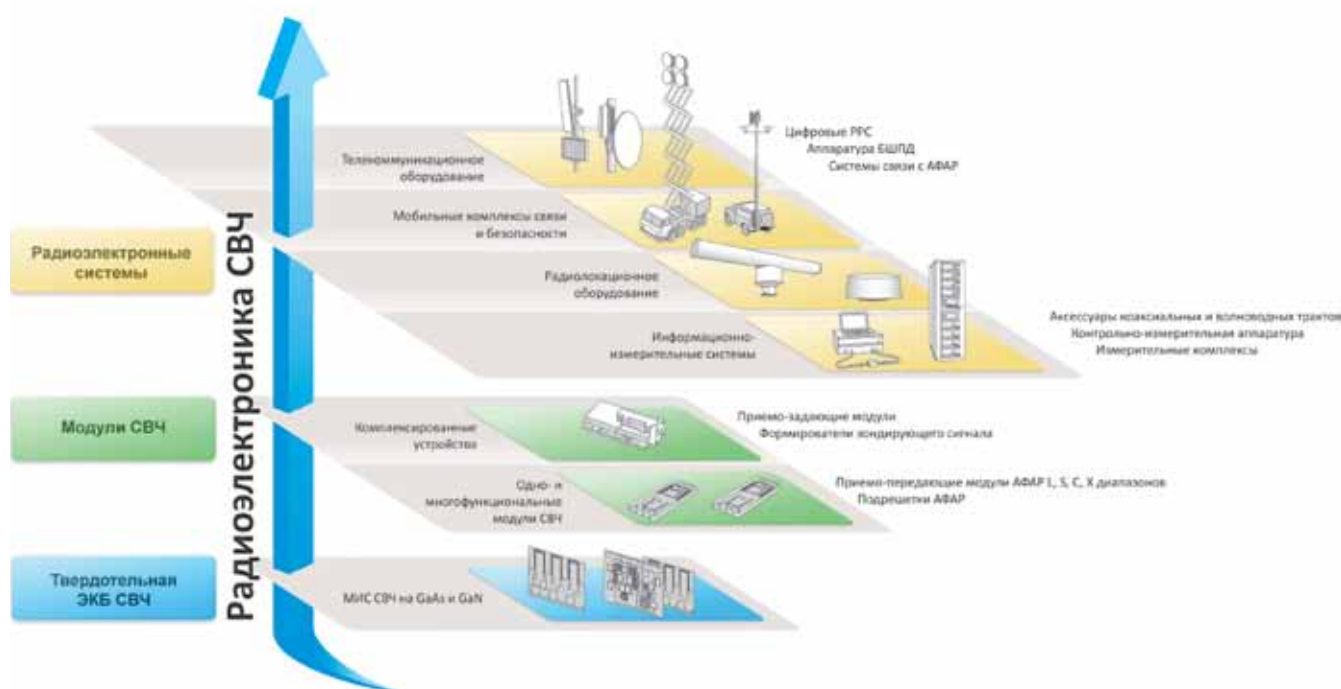 Цифровые РРС
Аппаратура БШПД
Системы связи с АФАР
Телекоммуникационное
оборудование
Мобильные комплексы связи
и безопасности
Радиоэлектронные
системы
Радиолокационное
оборудование
Информационно-
измерительные системы
Аксессуары коаксиальных и волноводных трактов
Контрольно-измерительная аппаратура
Измерительные комплексы
Радиоэлектроника СВЧ
Модули СВЧ
Комплексированные
устройства
Приемо-задающие модули
Формирователи зондирующего сигнала
Одно- и
многофункциональные
модули СВЧ
Приемо-передающие модули АФАР L, S, C, X диапазонов
Подрешетки АФАР
Твердотельная
ЭКБ СВЧ
МИС СВЧ на GaAs и GaN